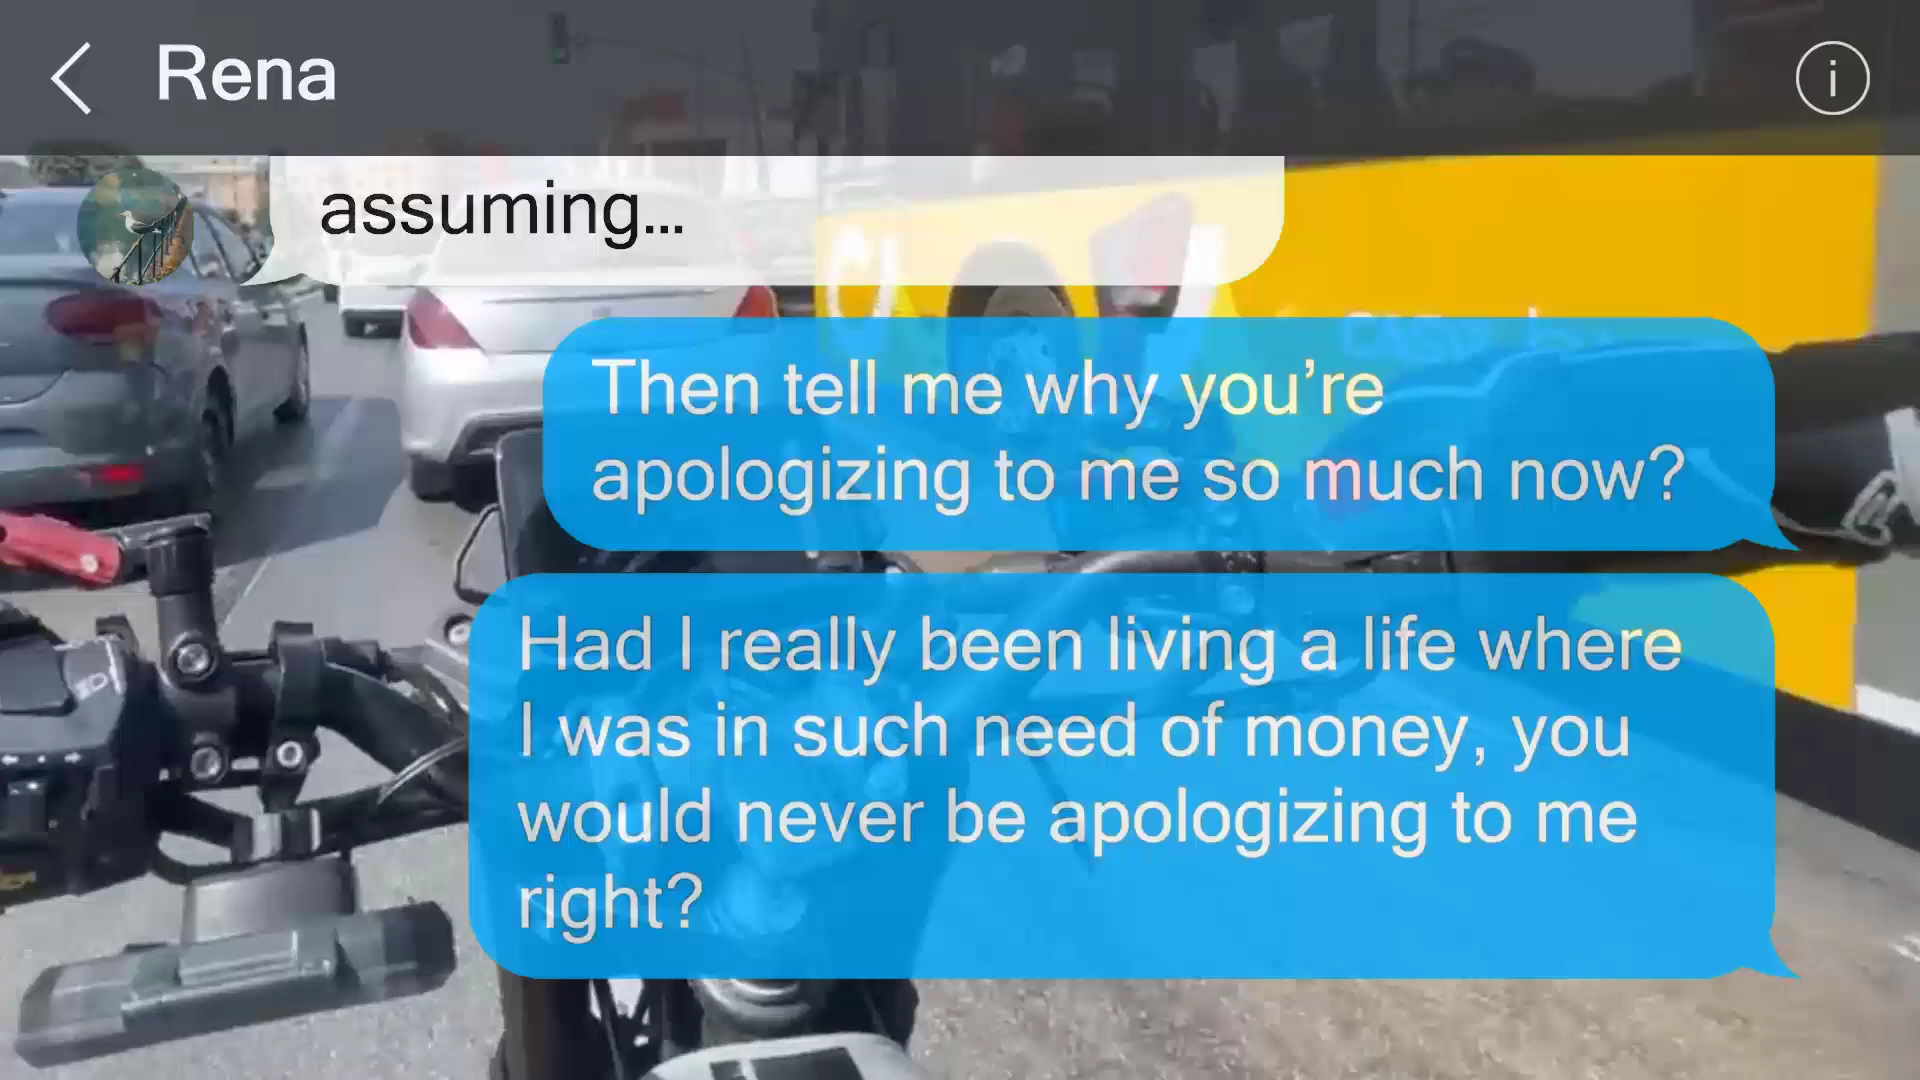 Rena
assuming...
Then tell me why you're
apologizing to me so much now?
Had I really been living a life where
I was in such need of money, you
would never be apologizing to me
right?